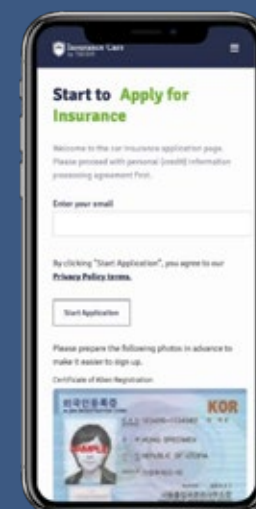 Insurance Care
Start to Apply for
Insurance
Welcome to the car insurance application page.
Please proceed with personal (credit) information
processing agreement first.
Enter your email
By clicking "Start Application", you agree to our
Privacy Policy terms.
Start Application
Please prepare the following photos in advance to
make it easier to sign up.
Certificate of Alien Registration
외국인등록증
KOR
SAMPLE
REPUBLIC OF UTOPIA